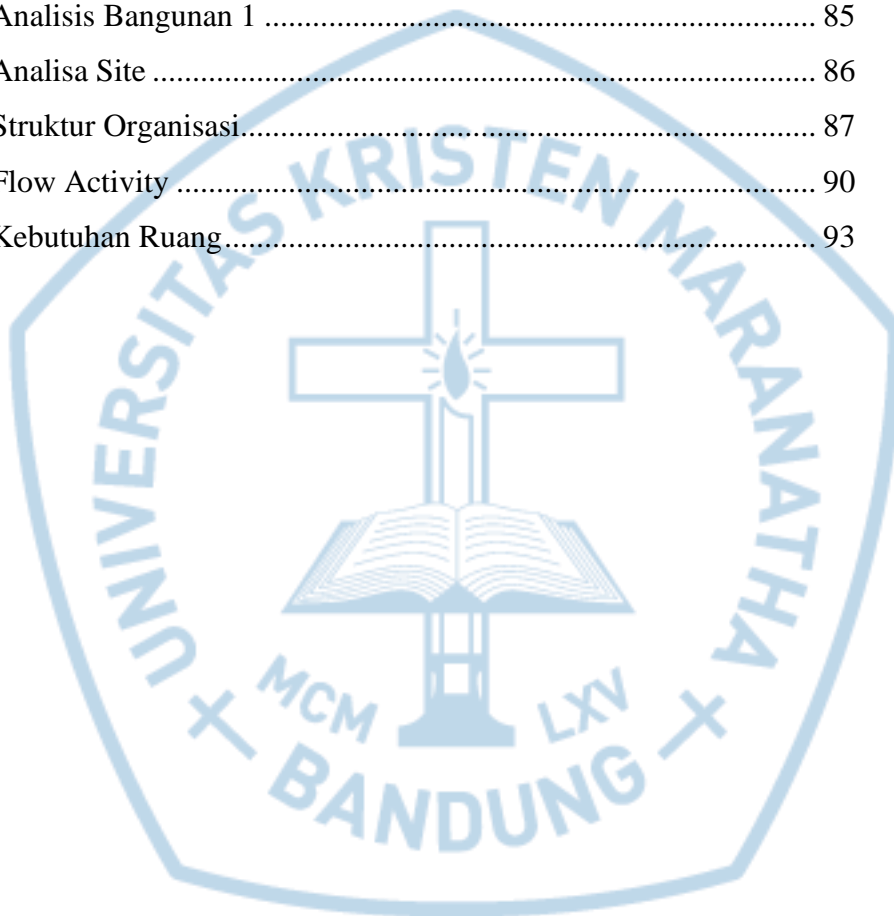 Analisis Bangunan 1 ........................................................................... 85
Analisa Site .......................................................................................... 86
Struktur Organisasi.............................................................................. 87
Flow Activity ....................................................................................... 90
Kebutuhan Ruang................................................................................. 93
UNIVERSITAS KRISTEN MARANATHA
MCM LXV
BANDUNG